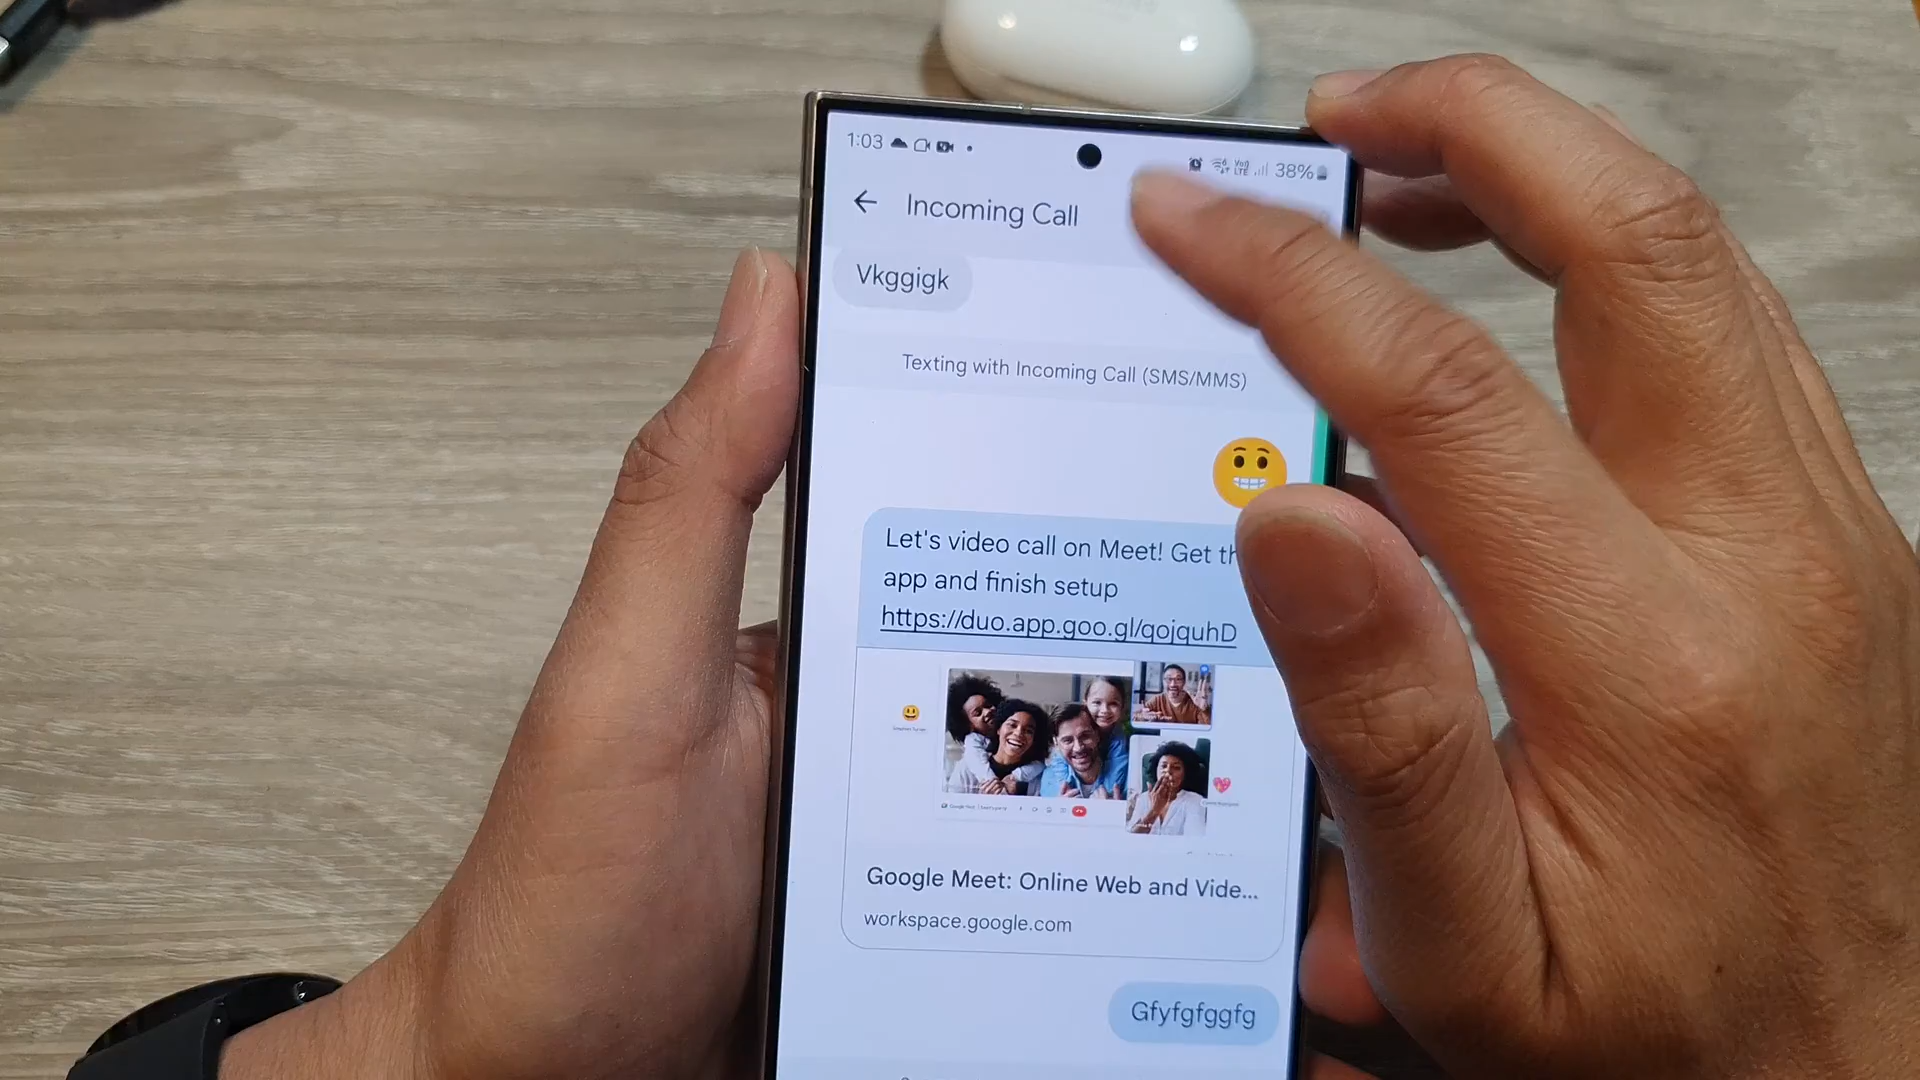 1:03
38%
Incoming Call
Vkggigk
Texting with Incoming Call (SMS/MMS)
Let's video call on Meet! Get th
app and finish setup
https://duo.app.goo.gl/qojquhD
Google Meet: Online Web and Vide...
workspace.google.com
Gfyfgfggfg